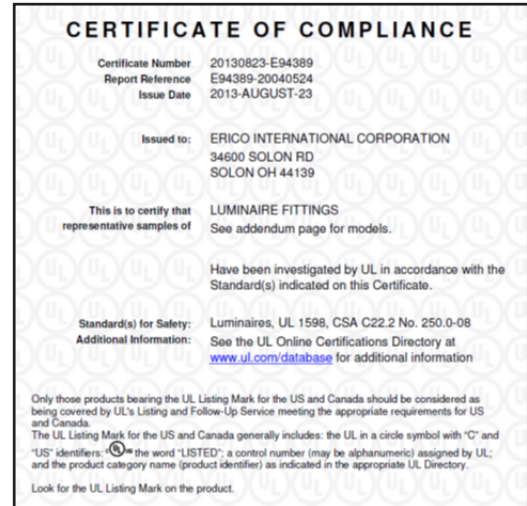 CERTIFICATE OF COMPLIANCE
Certificate Number 20130823-E94389
Report Reference E94389-20040524
Issue Date 2013-AUGUST-23
Issued to: ERICO INTERNATIONAL CORPORATION
34600 SOLON RD
SOLON OH 44139
This is to certify that LUMINAIRE FITTINGS
representative samples of See addendum page for models.
Have been investigated by UL in accordance with the
Standard(s) indicated on this Certificate.
Standard(s) for Safety: Luminaires, UL 1598, CSA C22.2 No. 250.0-08
Additional Information: See the UL Online Certifications Directory at
www.ul.com/database for additional information
Only those products bearing the UL Listing Mark for the US and Canada should be considered as
being covered by UL's Listing and Follow-Up Service meeting the appropriate requirements for US
and Canada.
The UL Listing Mark for the US and Canada generally includes: the UL in a circle symbol with "C" and
"US" identifiers: the word "LISTED"; a control number (may be alphanumeric) assigned by UL;
and the product category name (product identifier) as indicated in the appropriate UL Directory.
Look for the UL Listing Mark on the product.